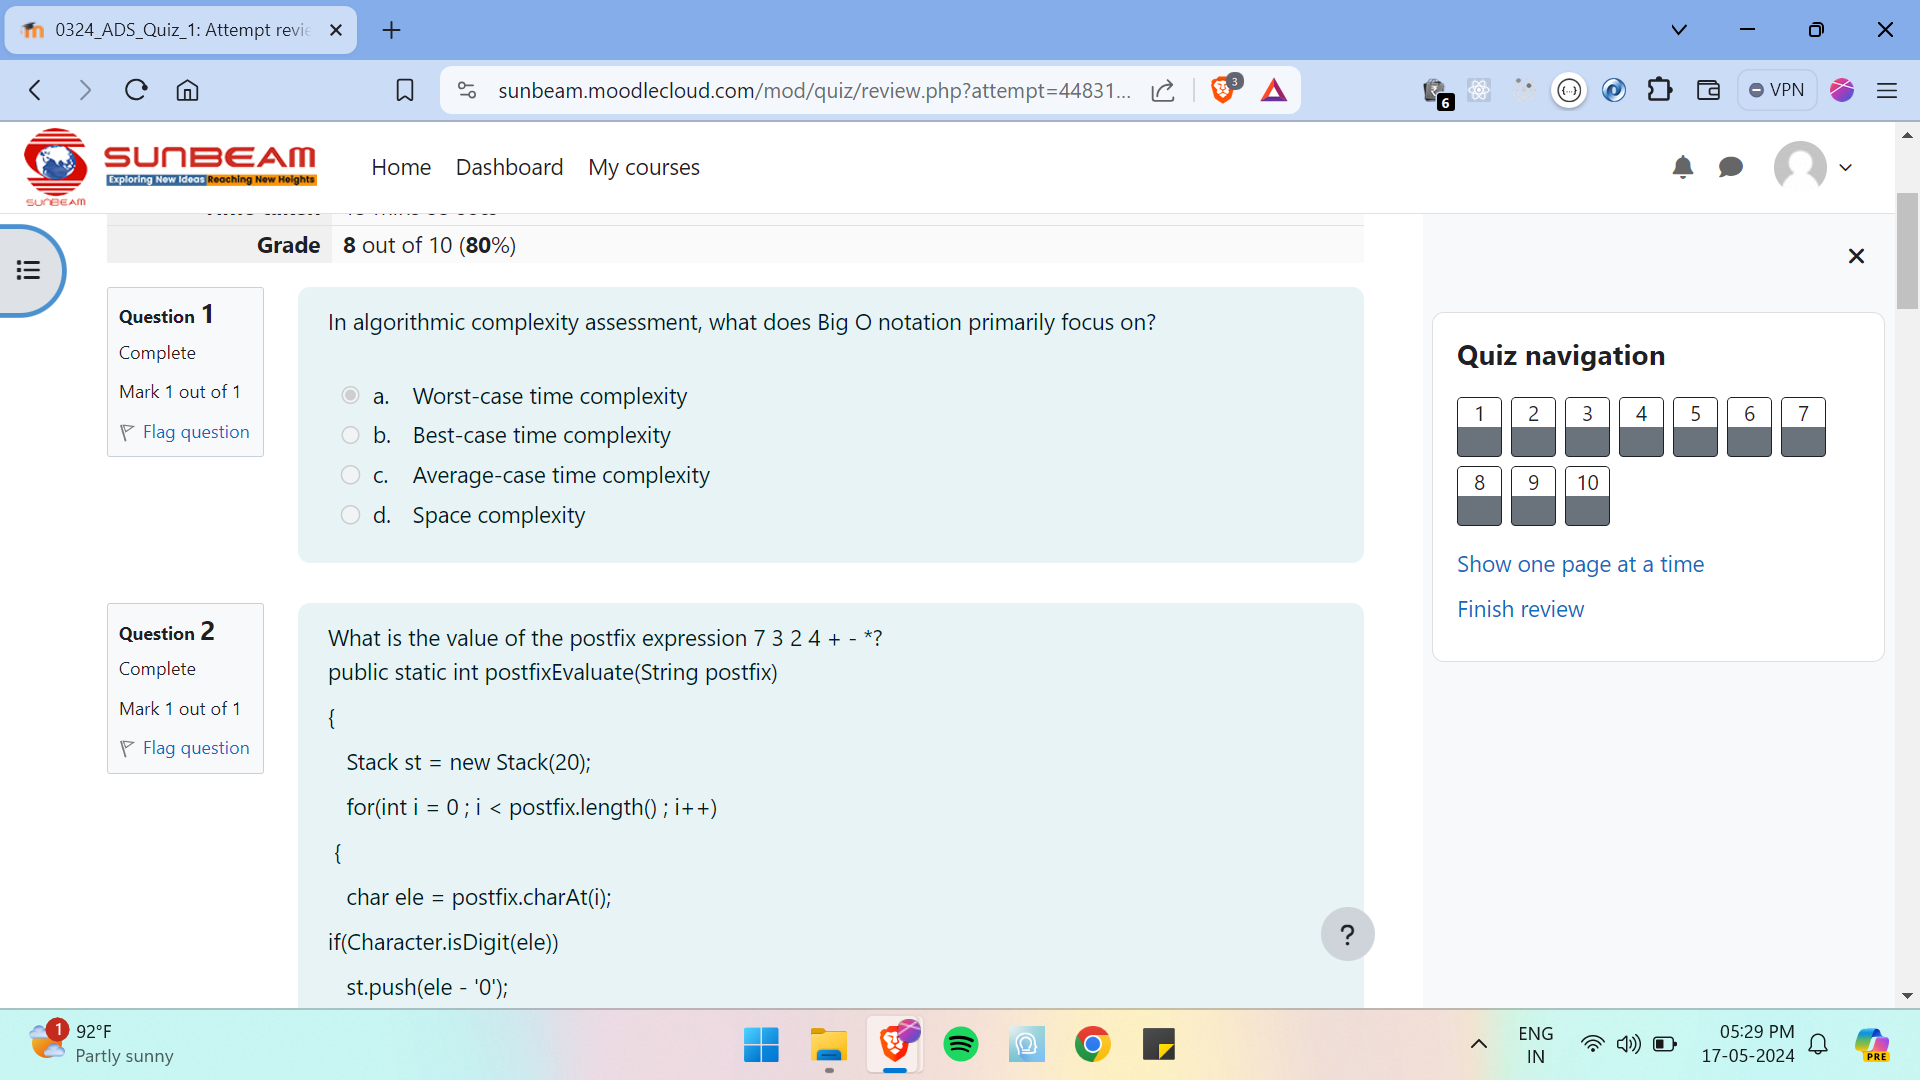 0324_ADS_Quiz_1: Attempt revie
sunbeam.moodlecloud.com/mod/quiz/review.php?attempt=44831...
3
6
VPN
SUNBEAM
Exploring New Ideas Reaching New Heights
SUNBEAM
Home
Dashboard
My courses
Grade
8 out of 10 (80%)
Question 1
Complete
Mark 1 out of 1
Flag question
In algorithmic complexity assessment, what does Big O notation primarily focus on?
a. Worst-case time complexity
b. Best-case time complexity
c. Average-case time complexity
d. Space complexity
Question 2
Complete
Mark 1 out of 1
Flag question
What is the value of the postfix expression 7 3 2 4 + - *?
public static int postfixEvaluate(String postfix)
{
Stack st = new Stack(20);
for(int i = 0 ; i < postfix.length() ; i++)
{
char ele = postfix.charAt(i);
if(Character.isDigit(ele))
st.push(ele - '0');
?
Quiz navigation
1 2 3 4 5 6 7
8 9 10
Show one page at a time
Finish review
1
92°F
Partly sunny
ENG
IN
05:29 PM
17-05-2024
PRE